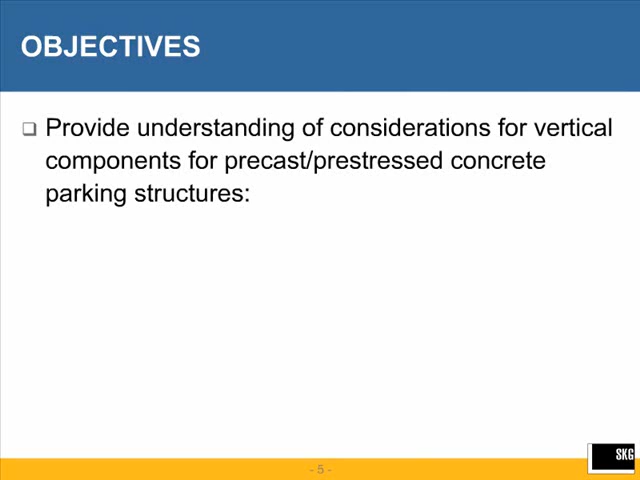 OBJECTIVES
Provide understanding of considerations for vertical
components for precast/prestressed concrete
parking structures:
- 5 -
SKG